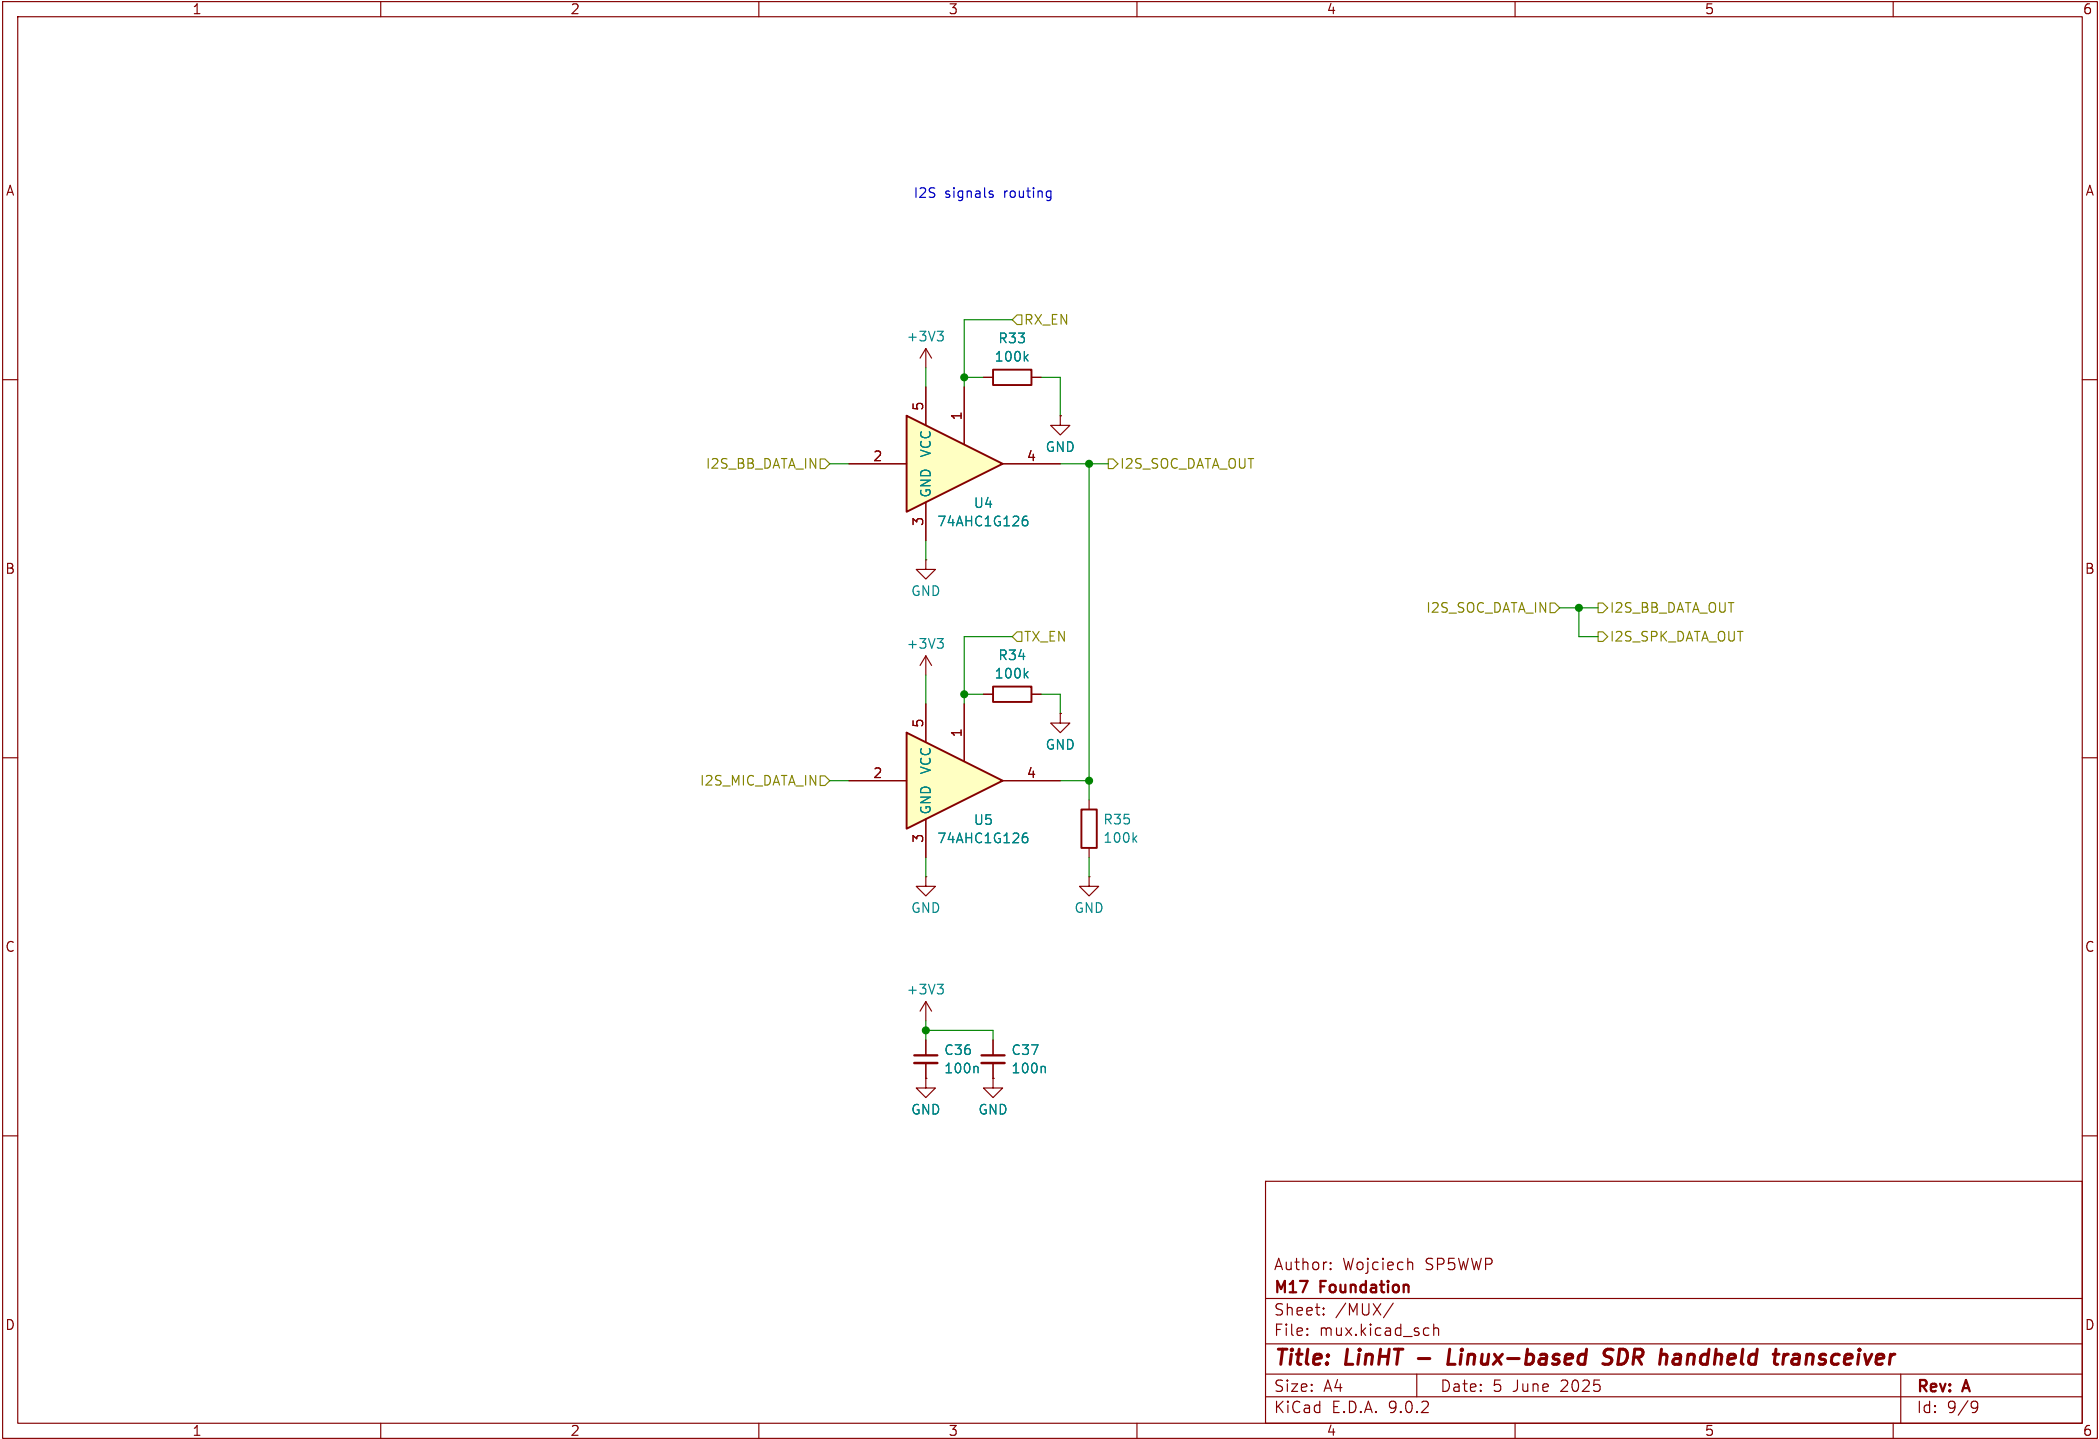 1 2 3 4 5 6
A A
I2S signals routing
RX_EN
+3V3
R33
100k
5
1
VCC
GND
GND
I2S_BB_DATA_IN
2
4
I2S_SOC_DATA_OUT
3
U4
74AHC1G126
GND
B B
I2S_SOC_DATA_IN
I2S_BB_DATA_OUT
I2S_SPK_DATA_OUT
TX_EN
+3V3
R34
100k
5
1
VCC
GND
GND
I2S_MIC_DATA_IN
2
4
3
U5
74AHC1G126
R35
100k
GND
GND
C C
+3V3
C36
100n
C37
100n
GND
GND
Author: Wojciech SP5WWP
M17 Foundation
Sheet: /MUX/
File: mux.kicad_sch
D D
Title: LinHT - Linux-based SDR handheld transceiver
Size: A4
Date: 5 June 2025
Rev: A
KiCad E.D.A. 9.0.2
Id: 9/9
1 2 3 4 5 6